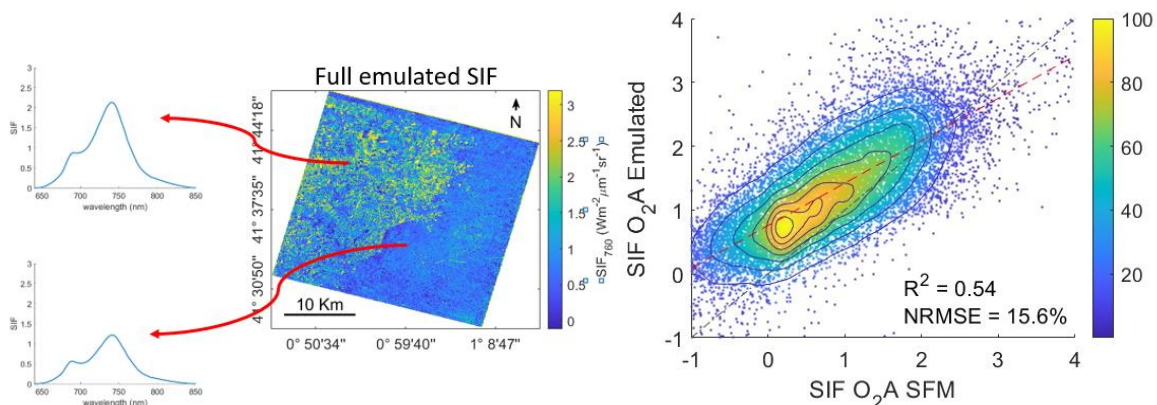 Full emulated SIF
3
2.5
2
1.5
1
0.5
0
SIF
650 700 750 800 850
wavelength (nm)
3
2.5
2
1.5
1
0.5
0
SIF
650 700 750 800 850
wavelength (nm)
N
41° 44'18"
41° 37'35"
41° 30'50"
10 Km
0° 50'34" 0° 59'40" 1° 8'47"
3
2.5
2
1.5
1
0.5
0
SIF760 (Wm-2μm-1sr-1)
4
3
2
1
0
-1
SIF O2A Emulated
R2 = 0.54
NRMSE = 15.6%
-1 0 1 2 3 4
SIF O2A SFM
100
80
60
40
20